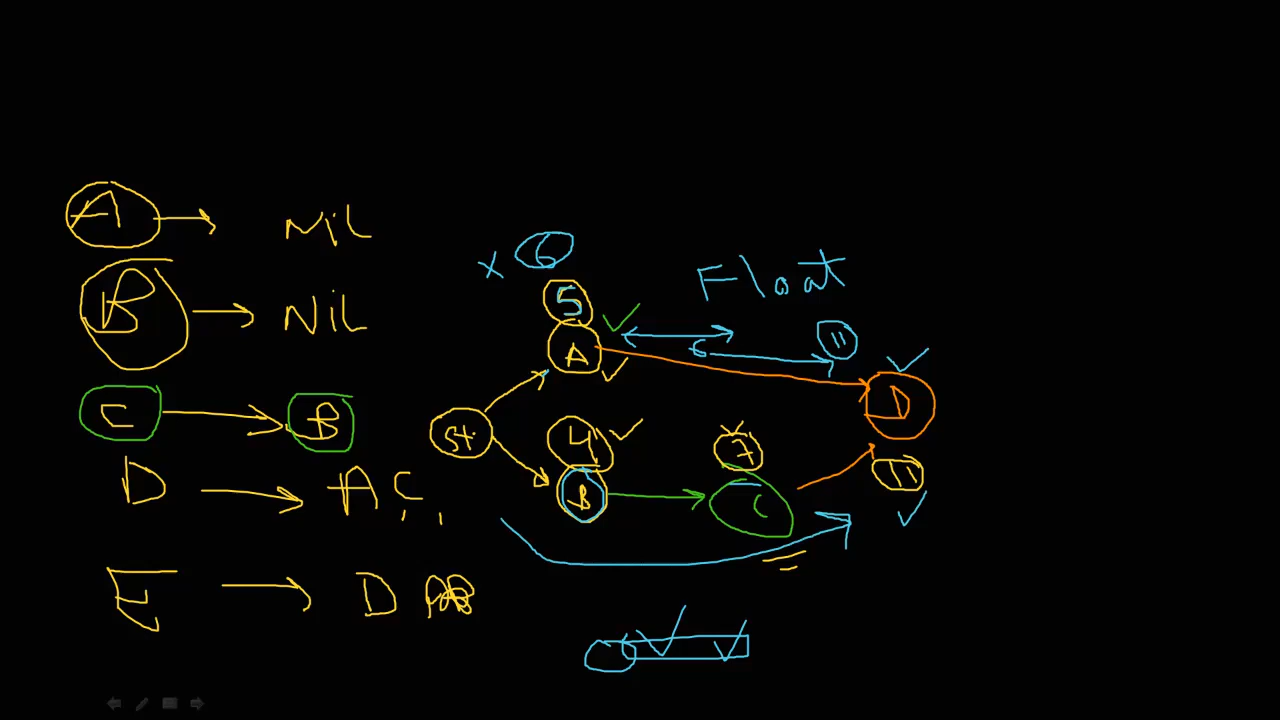 A → Nil
B → Nil
C → B
D → A, C,
E → D
× 6
Float
5
A
6
11
D
St
4
B
7
C
11